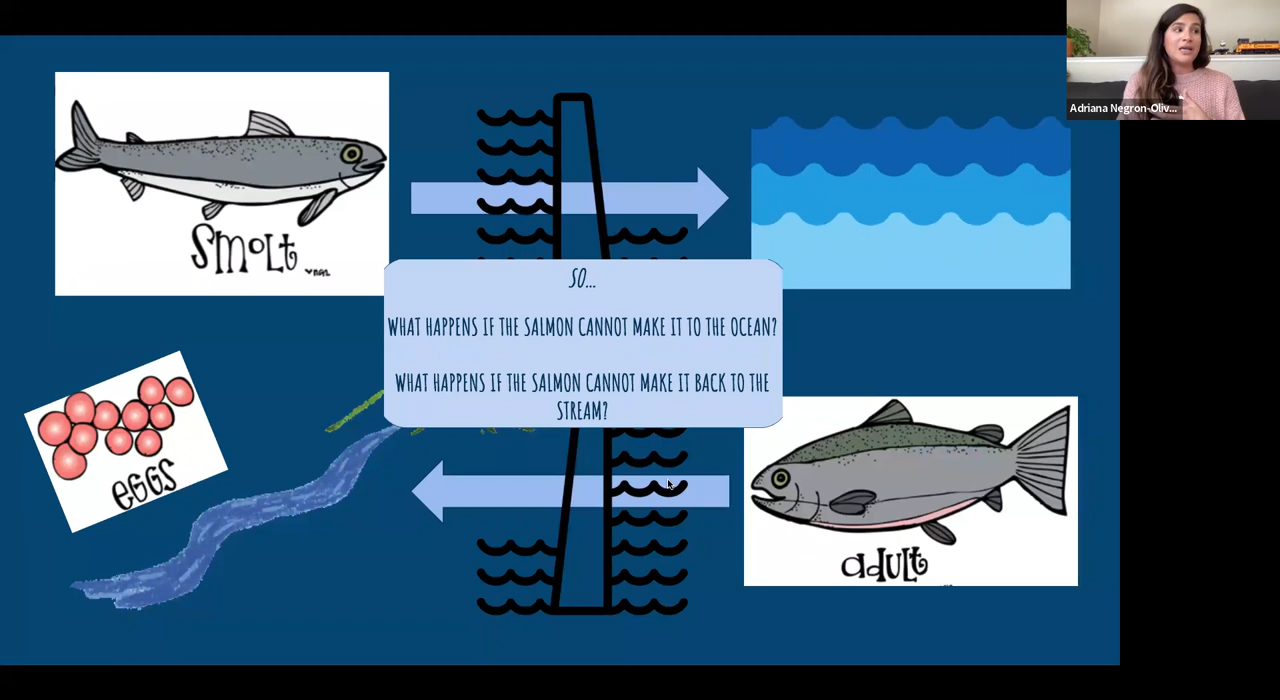 Adriana Negron-Oliv...
Smolt
SO...
WHAT HAPPENS IF THE SALMON CANNOT MAKE IT TO THE OCEAN?
WHAT HAPPENS IF THE SALMON CANNOT MAKE IT BACK TO THE
STREAM?
eggs
adult